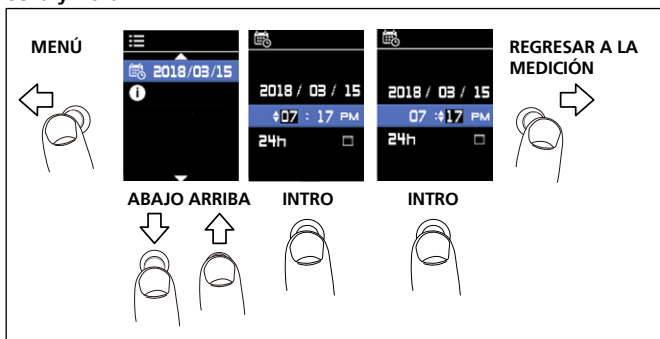 MENÚ
2018/03/15
i
2018 / 03 / 15
07 : 17 PM
24h
2018 / 03 / 15
07 : 17 PM
24h
REGRESAR A LA
MEDICIÓN
ABAJO ARRIBA
INTRO
INTRO